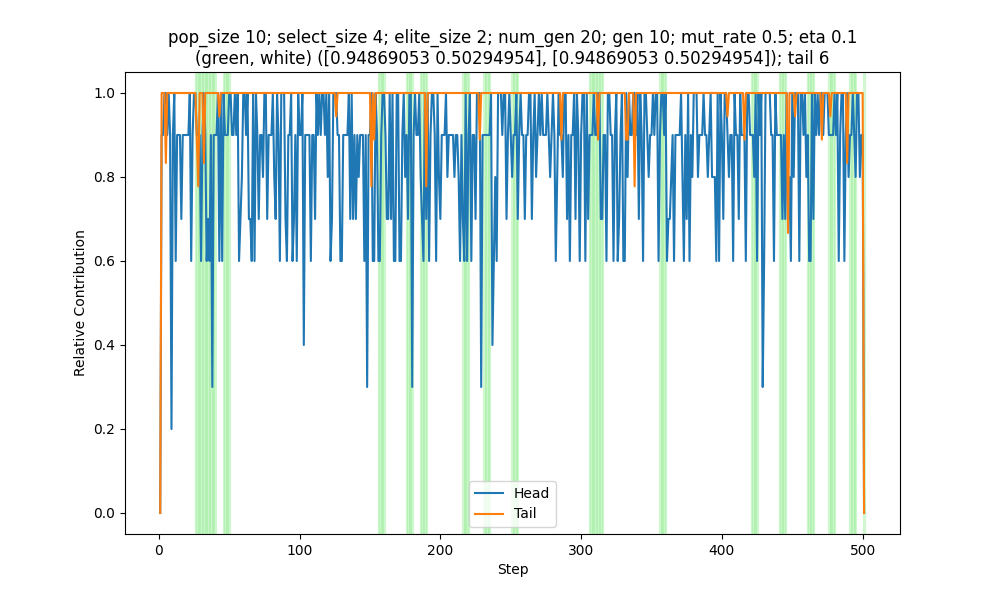 pop_size 10; select_size 4; elite_size 2; num_gen 20; gen 10; mut_rate 0.5; eta 0.1
(green, white) ([0.94869053 0.50294954], [0.94869053 0.50294954]); tail 6
1.0
0.8
0.6
0.4
0.2
0.0
Relative Contribution
Head
Tail
0
100
200
300
400
500
Step